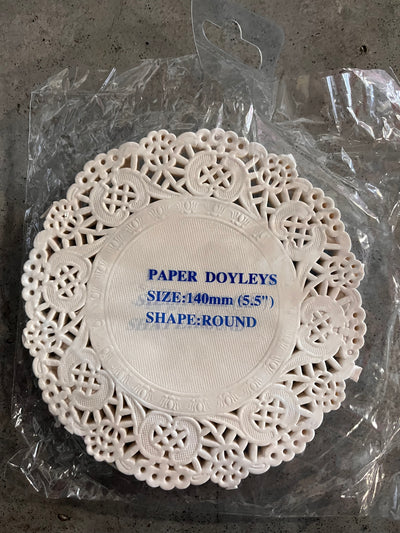 PAPER DOYLEYS
SIZE:140mm (5.5")
SHAPE:ROUND